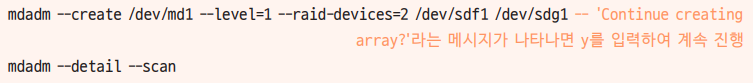 mdadm --create /dev/md1 --level=1 --raid-devices=2 /dev/sdf1 /dev/sdg1 -- 'Continue creating
array?'라는 메시지가 나타나면 y를 입력하여 계속 진행
mdadm --detail --scan